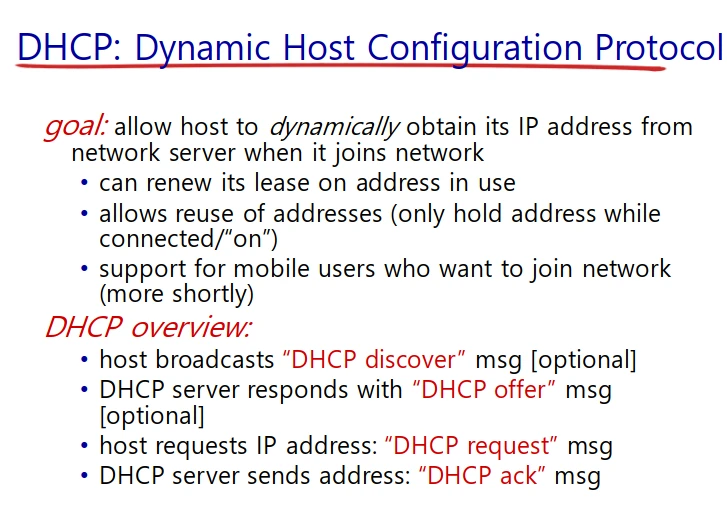 DHCP: Dynamic Host Configuration Protocol
goal: allow host to dynamically obtain its IP address from
network server when it joins network
• can renew its lease on address in use
• allows reuse of addresses (only hold address while
connected/“on”)
• support for mobile users who want to join network
(more shortly)
DHCP overview:
• host broadcasts “DHCP discover” msg [optional]
• DHCP server responds with “DHCP offer” msg
[optional]
• host requests IP address: “DHCP request” msg
• DHCP server sends address: “DHCP ack” msg